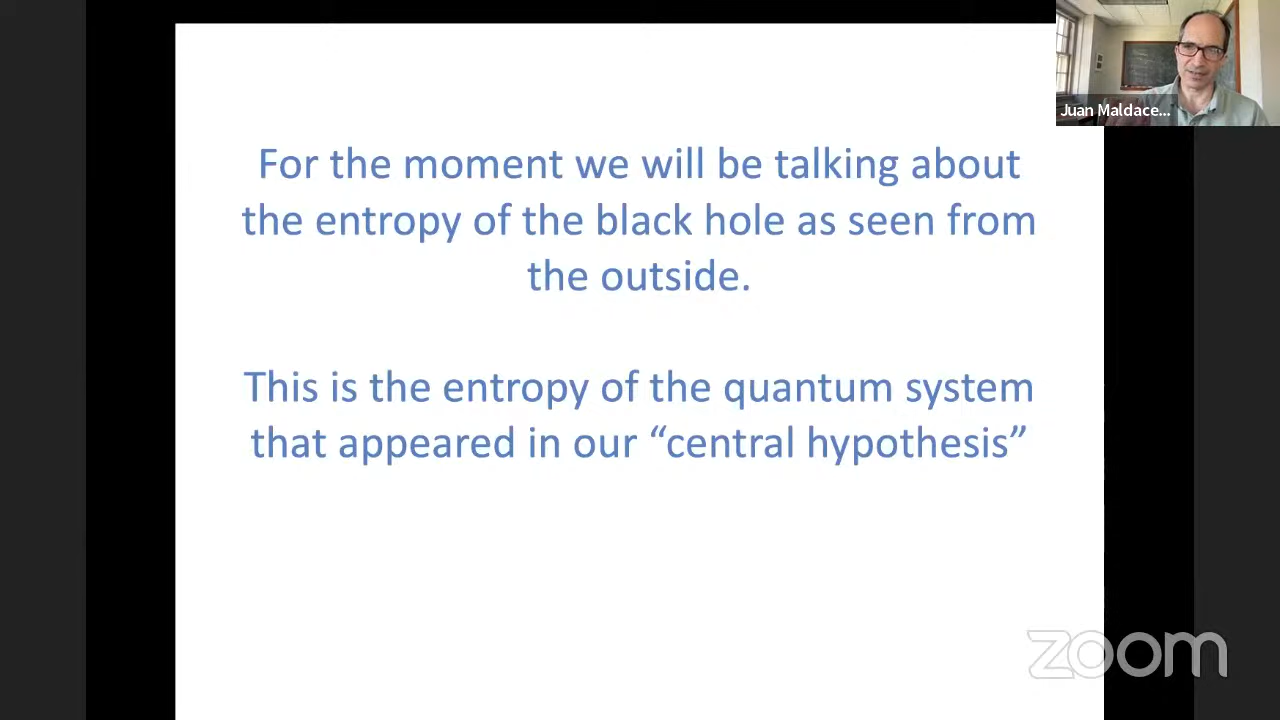 Juan Maldace...
For the moment we will be talking about
the entropy of the black hole as seen from
the outside.
This is the entropy of the quantum system
that appeared in our “central hypothesis”
zoom